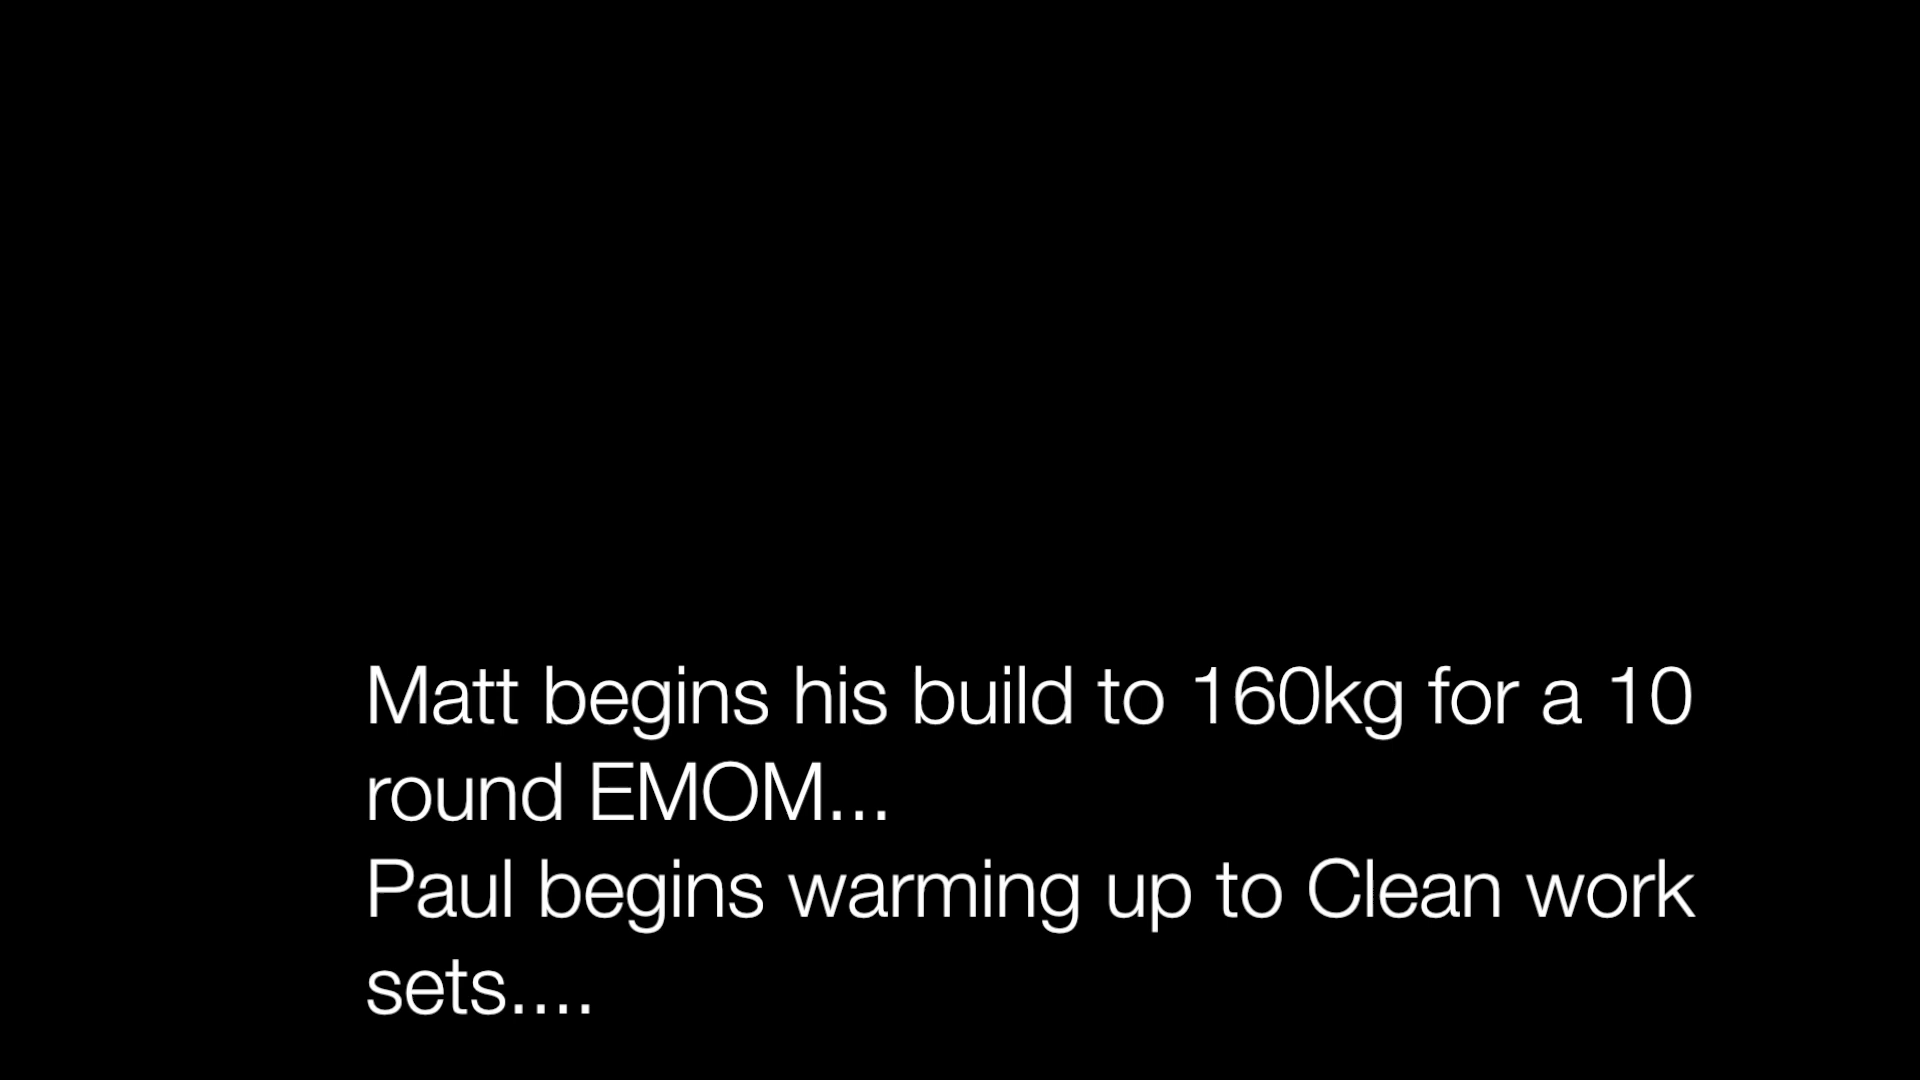 Matt begins his build to 160kg for a 10
round EMOM...
Paul begins warming up to Clean work
sets....